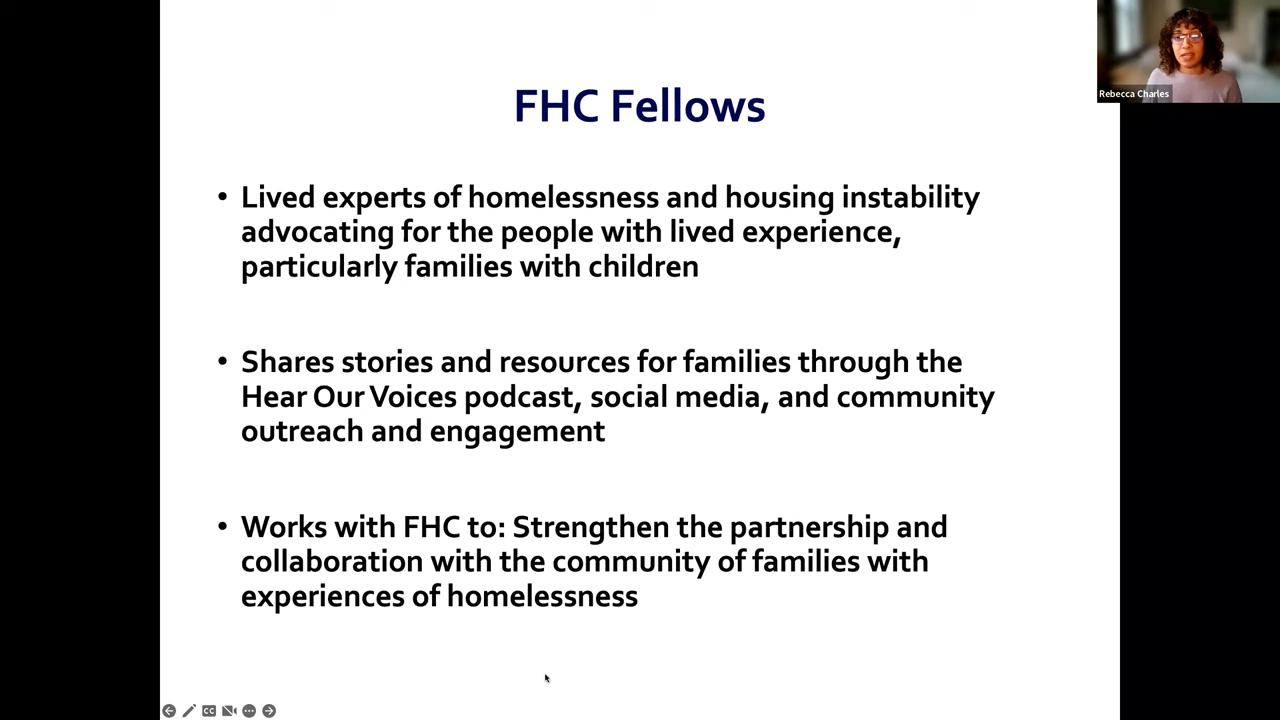 FHC Fellows
Rebecca Charles
• Lived experts of homelessness and housing instability
advocating for the people with lived experience,
particularly families with children
• Shares stories and resources for families through the
Hear Our Voices podcast, social media, and community
outreach and engagement
• Works with FHC to: Strengthen the partnership and
collaboration with the community of families with
experiences of homelessness
CC